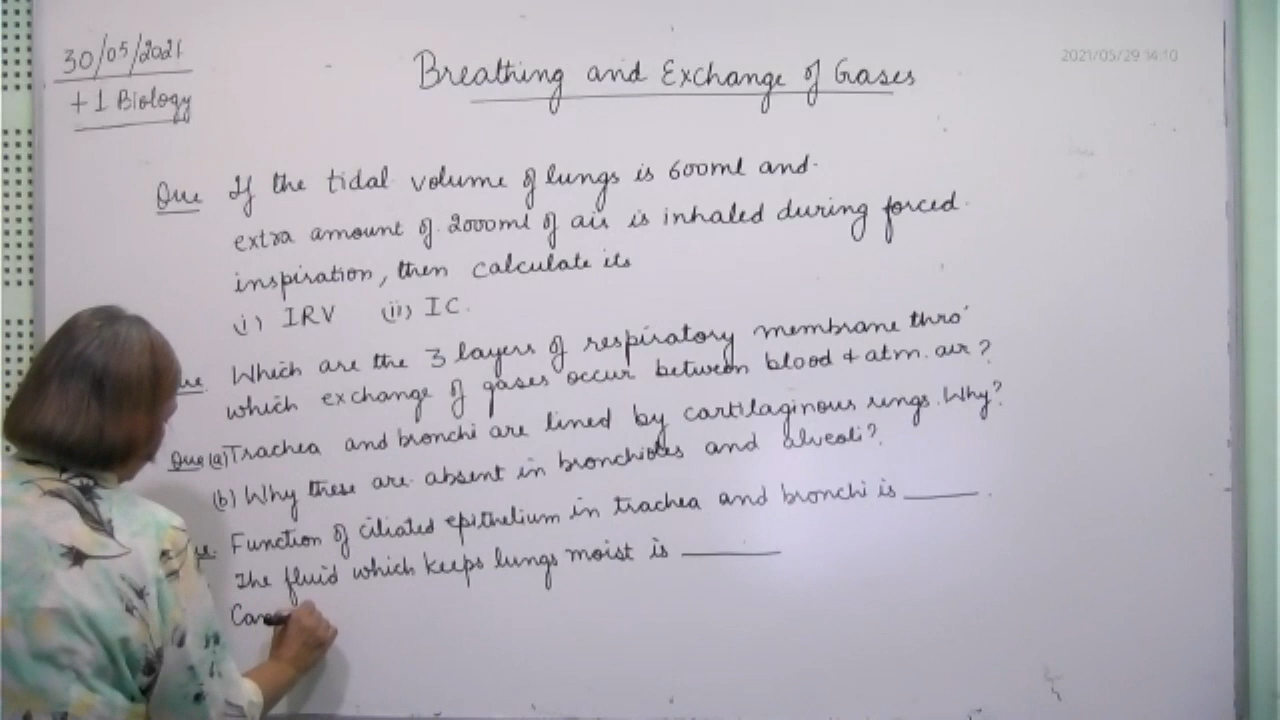 30/05/2021
+1 Biology
Breathing and Exchange of Gases
2021/05/29 14:10
Que If the tidal volume of lungs is 600ml and
extra amount of 2000ml of air is inhaled during forced
inspiration, then calculate its
(i) IRV (ii) IC.
ue. Which are the 3 layers of respiratory membrane thro'
which exchange of gases occur between blood & atm. air?
Que (a) Trachea and bronchi are lined by cartilaginous rings. Why?
(b) Why these are absent in bronchioles and alveoli?
ue. Function of ciliated epithelium in trachea and bronchi is ______.
The fluid which keeps lungs moist is ______